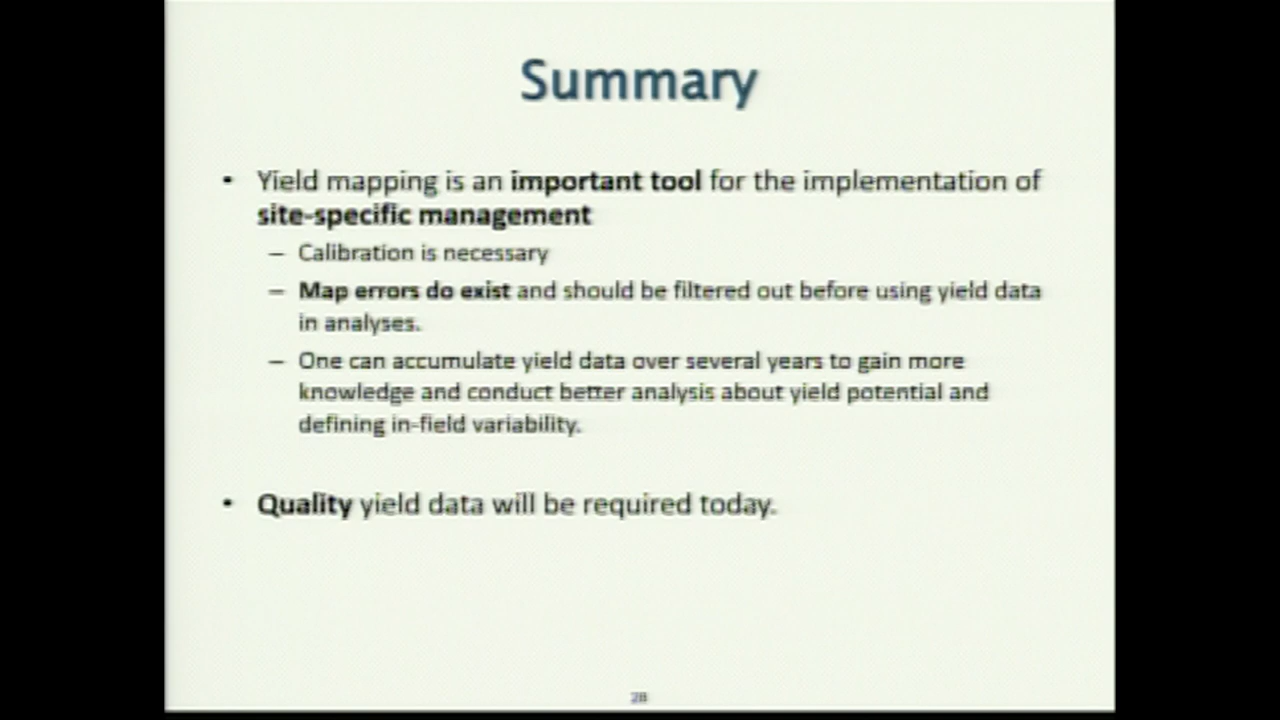 Summary
• Yield mapping is an important tool for the implementation of
site-specific management
– Calibration is necessary
– Map errors do exist and should be filtered out before using yield data
in analyses.
– One can accumulate yield data over several years to gain more
knowledge and conduct better analysis about yield potential and
defining in-field variability.
• Quality yield data will be required today.
28